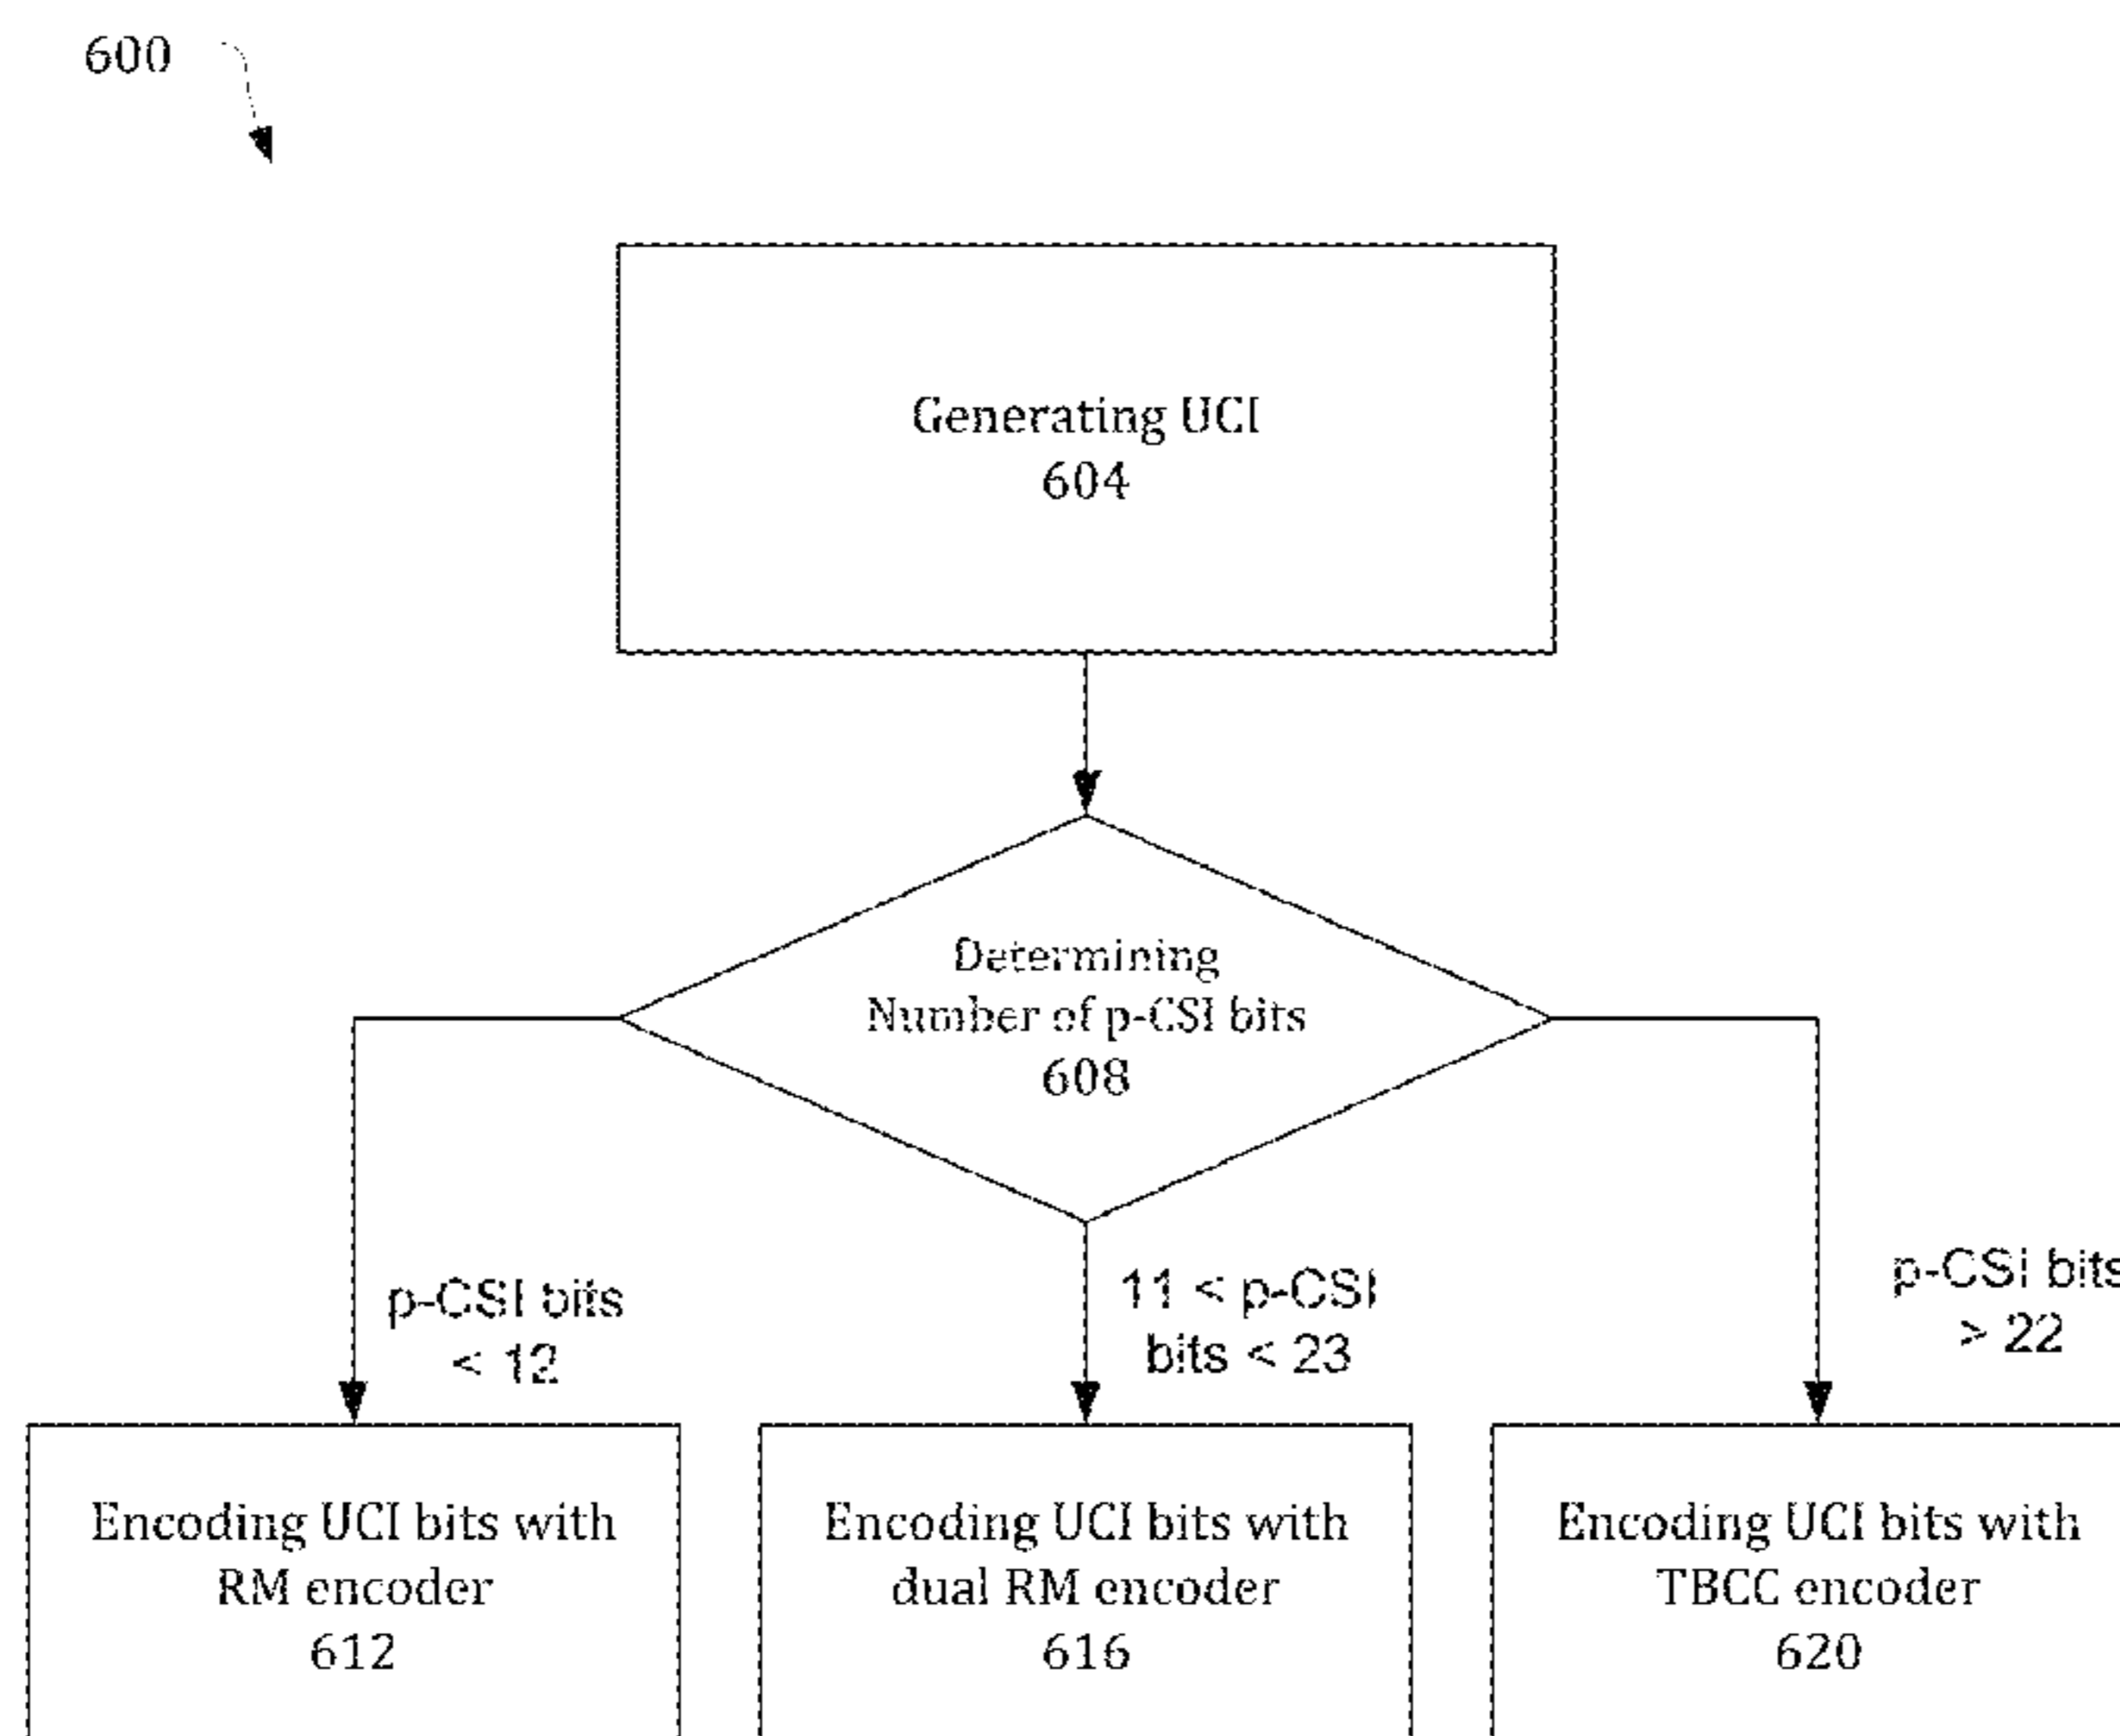 600
Generating UCI
604
Determining
Number of p-CSI bits
608
p-CSI bits
< 12
11 < p-CSI
bits < 23
p-CSI bits
> 22
Encoding UCI bits with
RM encoder
612
Encoding UCI bits with
dual RM encoder
616
Encoding UCI bits with
TBCC encoder
620